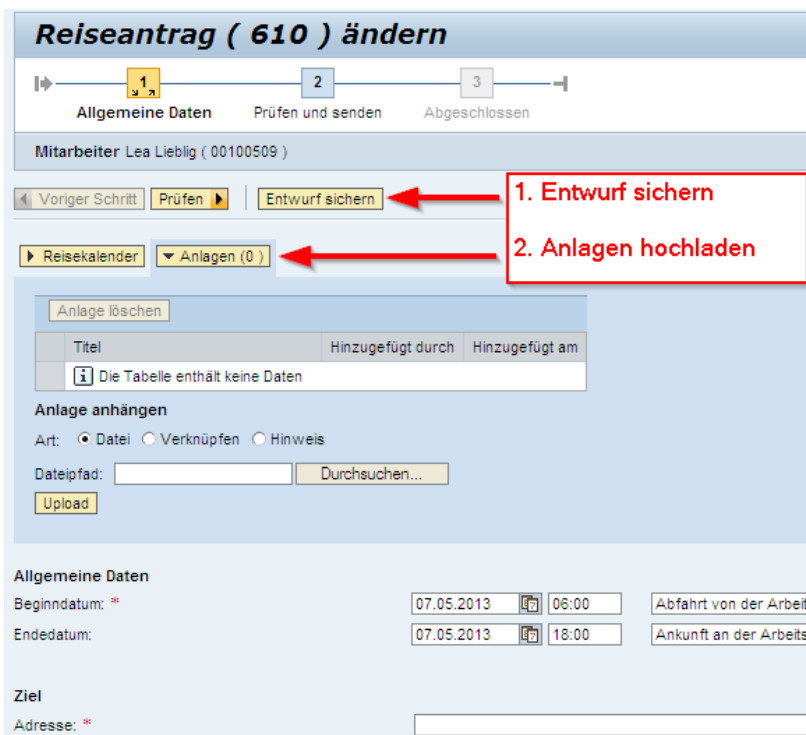 Reiseantrag ( 610 ) ändern
1 2 3
Allgemeine Daten Prüfen und senden Abgeschlossen
Mitarbeiter Lea Lieblig ( 00100509 )
Voriger Schritt Prüfen Entwurf sichern
1. Entwurf sichern
2. Anlagen hochladen
Reisekalender Anlagen (0 )
Anlage löschen
Titel Hinzugefügt durch Hinzugefügt am
Die Tabelle enthält keine Daten
Anlage anhängen
Art: Datei Verknüpfen Hinweis
Dateipfad: Durchsuchen...
Upload
Allgemeine Daten
Beginndatum: * 07.05.2013 06:00 Abfahrt von der Arbeit
Endedatum: 07.05.2013 18:00 Ankunft an der Arbeits
Ziel
Adresse: *